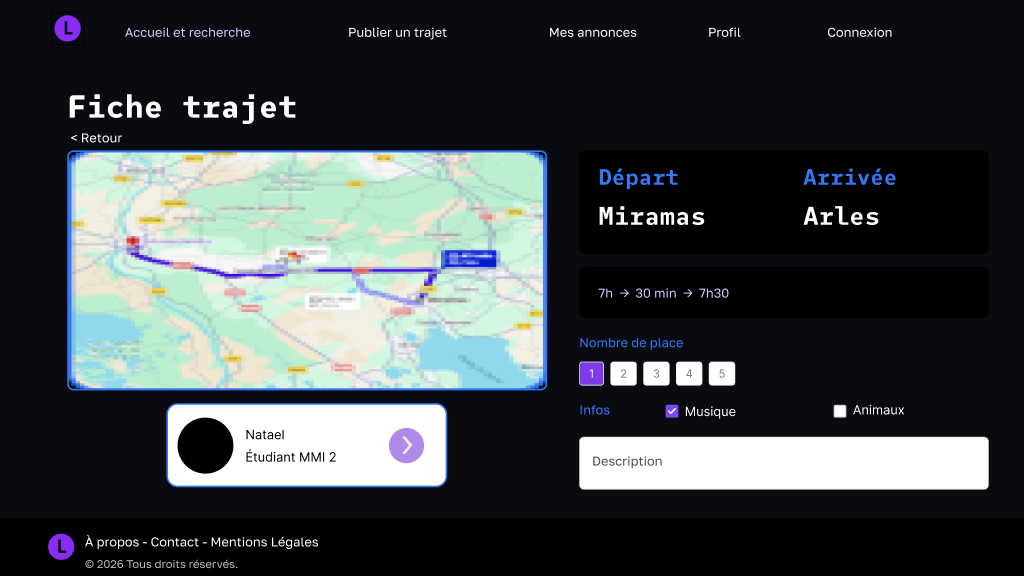 L
Accueil et recherche
Publier un trajet
Mes annonces
Profil
Connexion
Fiche trajet
< Retour
Départ
Arrivée
Miramas
Arles
7h → 30 min → 7h30
Nombre de place
1 2 3 4 5
Infos
Musique
Animaux
Description
Natael
Étudiant MMI 2
L
À propos - Contact - Mentions Légales
© 2026 Tous droits réservés.